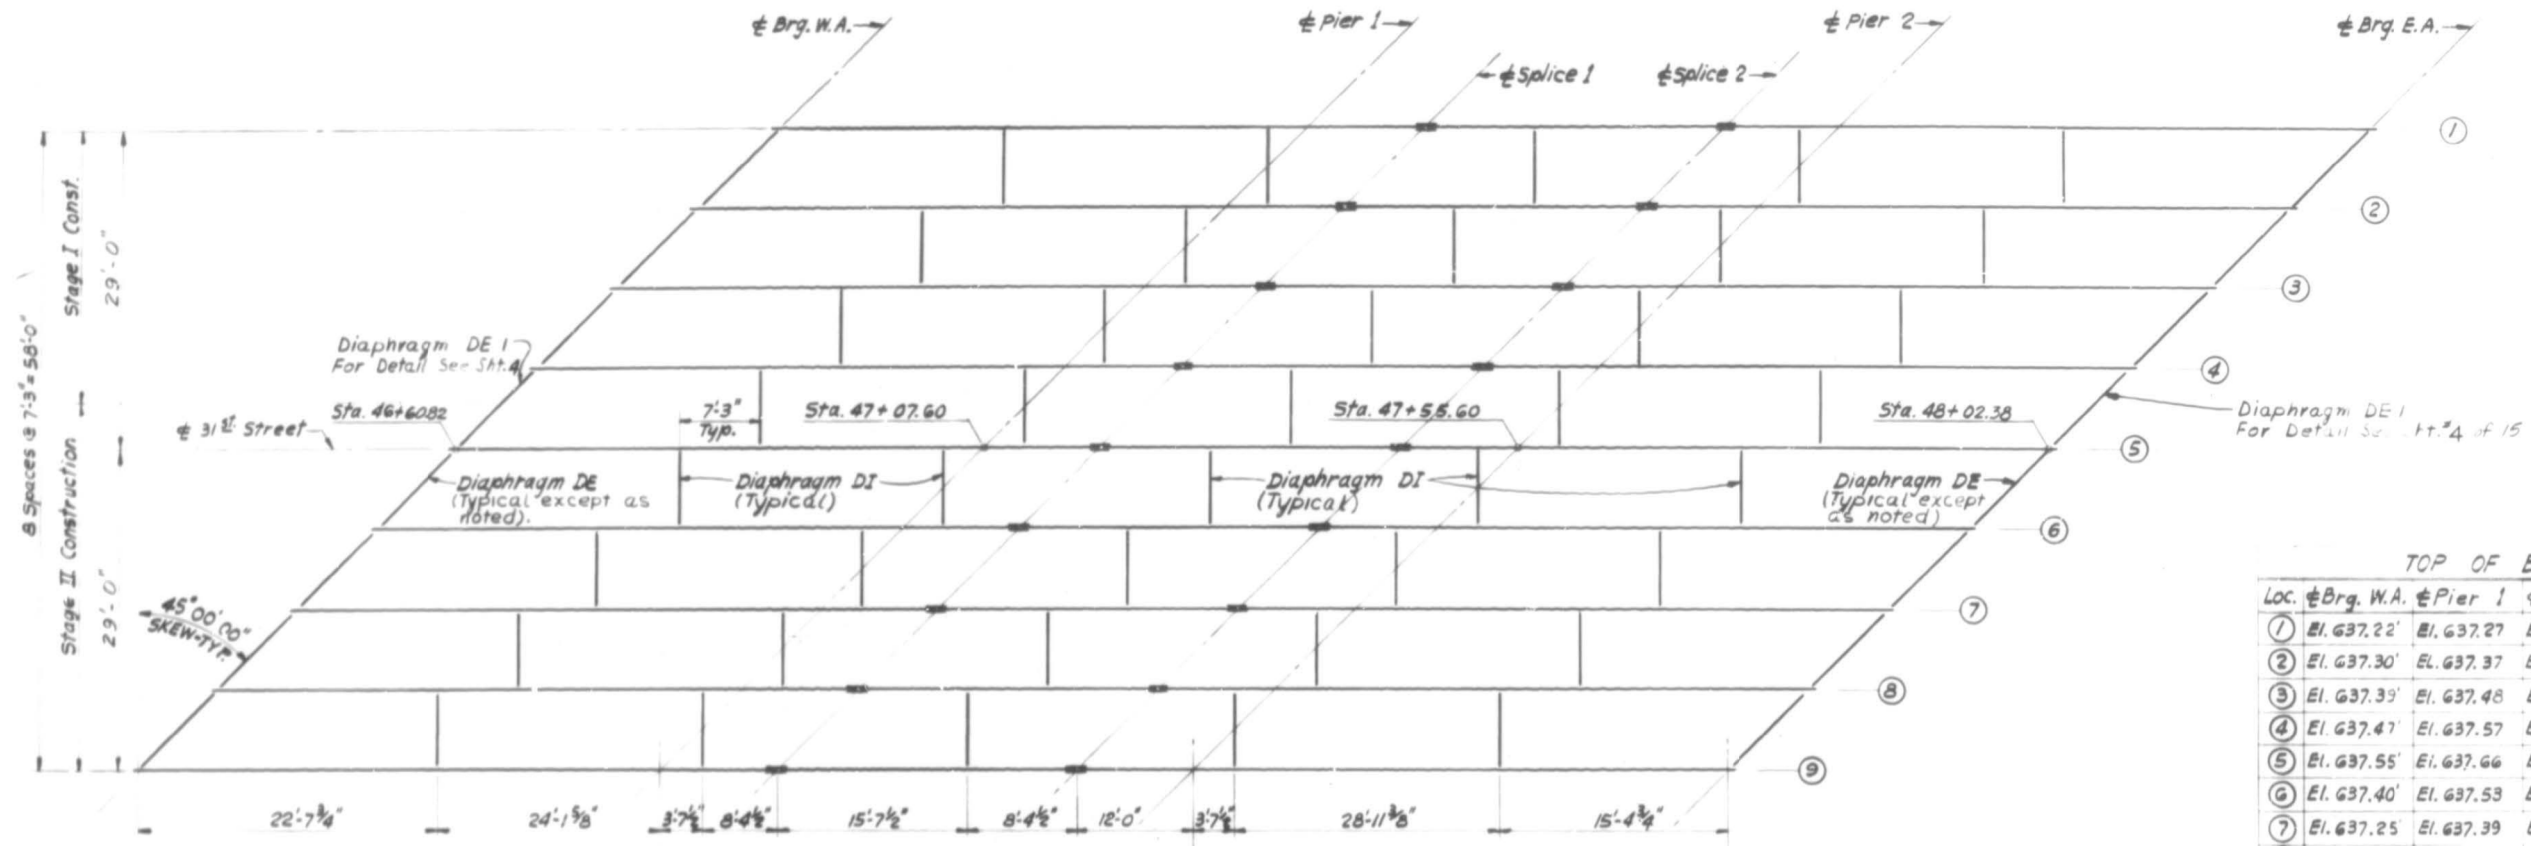 ℄ Brg. W.A.
℄ Pier 1
℄ Pier 2
℄ Brg. E.A.
℄ Splice 1
℄ Splice 2
8 Spaces @ 7'-3" = 58'-0"
Stage I Const.
29'-0"
Stage II Construction
29'-0"
①
②
③
④
⑤
⑥
⑦
⑧
⑨
Diaphragm DE 1
For Detail See Sht. 4
℄ 31st. Street
Sta. 46+60.82
7'-3"
Typ.
Sta. 47+07.60
Sta. 47+55.60
Sta. 48+02.38
Diaphragm DE 1
For Detail Sht. #4 of 15
Diaphragm DE
(Typical except as
noted).
Diaphragm DI
(Typical)
Diaphragm DI
(Typical)
Diaphragm DE
(Typical except
as noted)
45°00'00"
SKEW-TYP.
22'-7¾"
24'-1⅝"
3'-7½"
8'-4½"
15'-7½"
8'-4½"
12'-0"
3'-7½"
28'-11⅜"
15'-4¾"
TOP OF
Loc. ℄ Brg. W.A. ℄ Pier 1
① El. 637.22' El. 637.27
② El. 637.30' El. 637.37
③ El. 637.39' El. 637.48
④ El. 637.47' El. 637.57
⑤ El. 637.55' El. 637.66
⑥ El. 637.40' El. 637.53
⑦ El. 637.25' El. 637.39